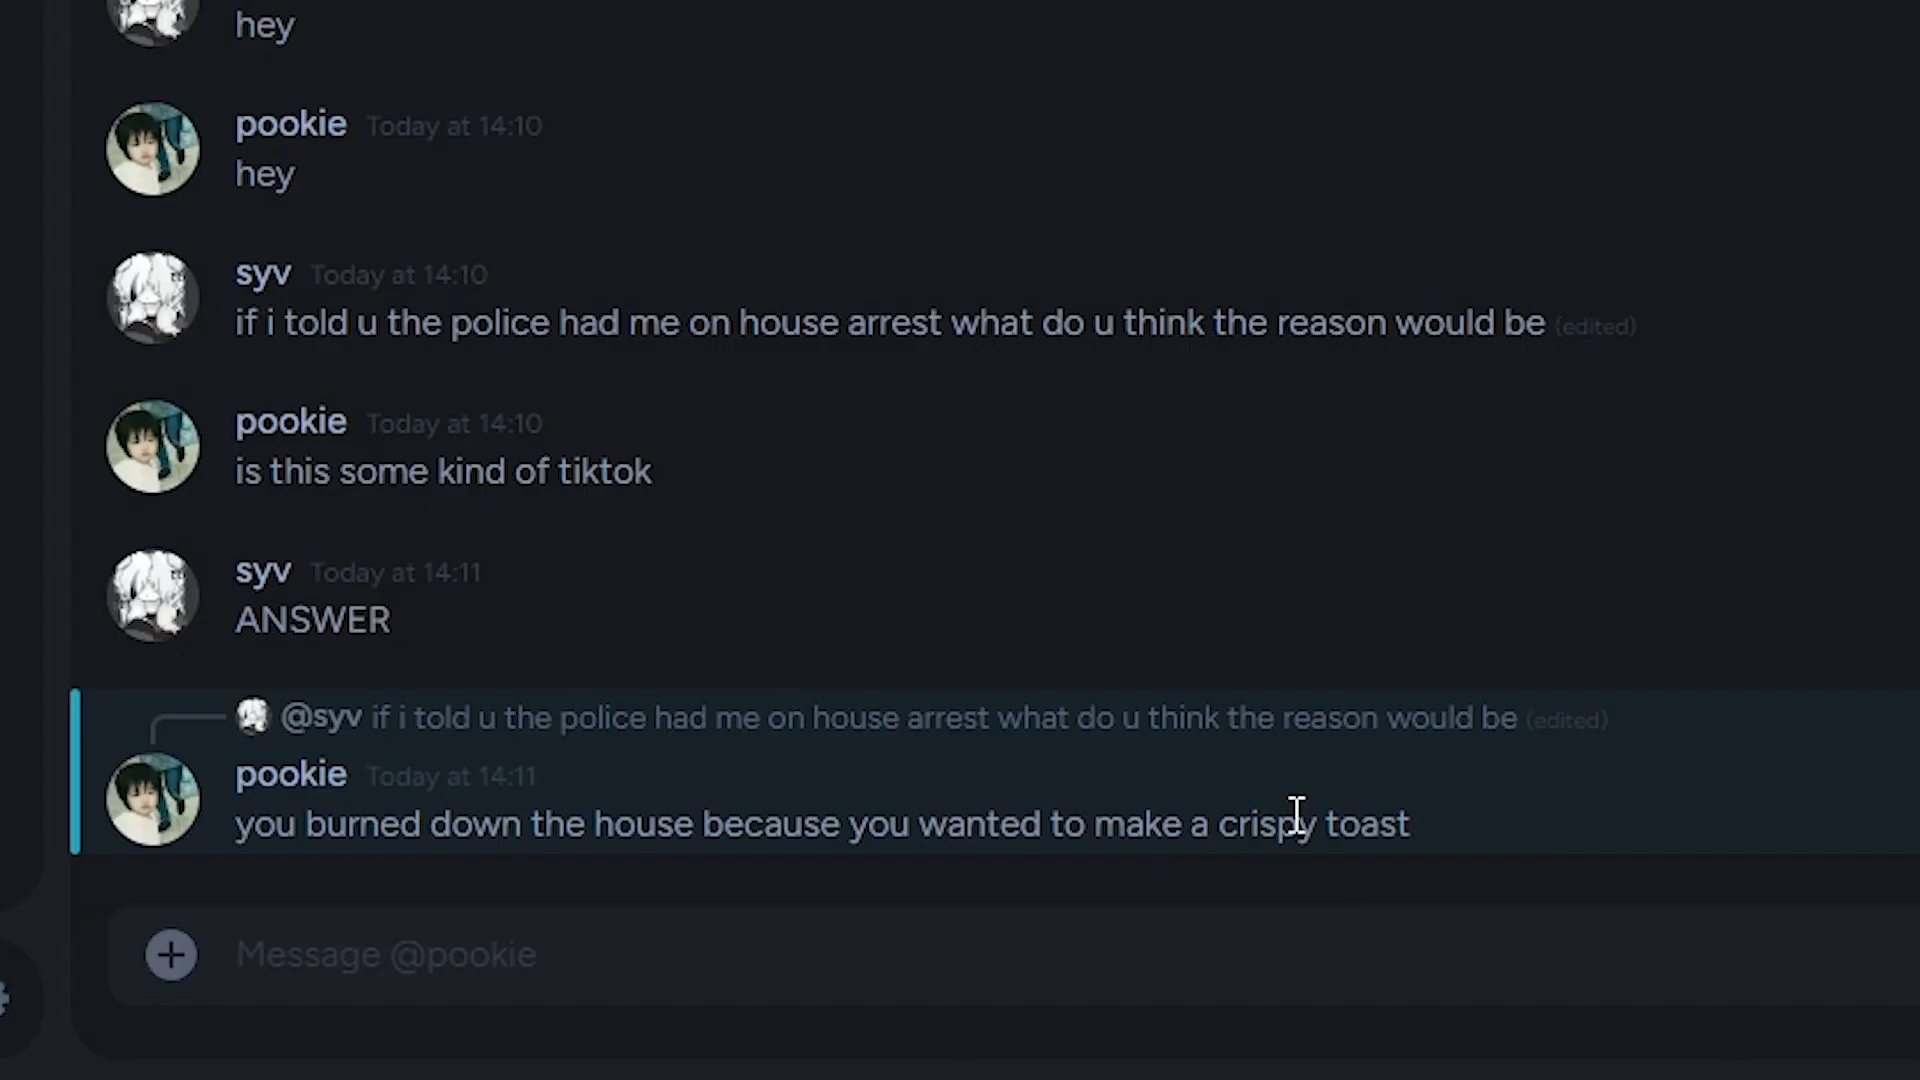 hey
pookie Today at 14:10
hey
syv Today at 14:10
if i told u the police had me on house arrest what do u think the reason would be (edited)
pookie Today at 14:10
is this some kind of tiktok
syv Today at 14:11
ANSWER
@syv if i told u the police had me on house arrest what do u think the reason would be (edited)
pookie Today at 14:11
you burned down the house because you wanted to make a crispy toast
Message @pookie